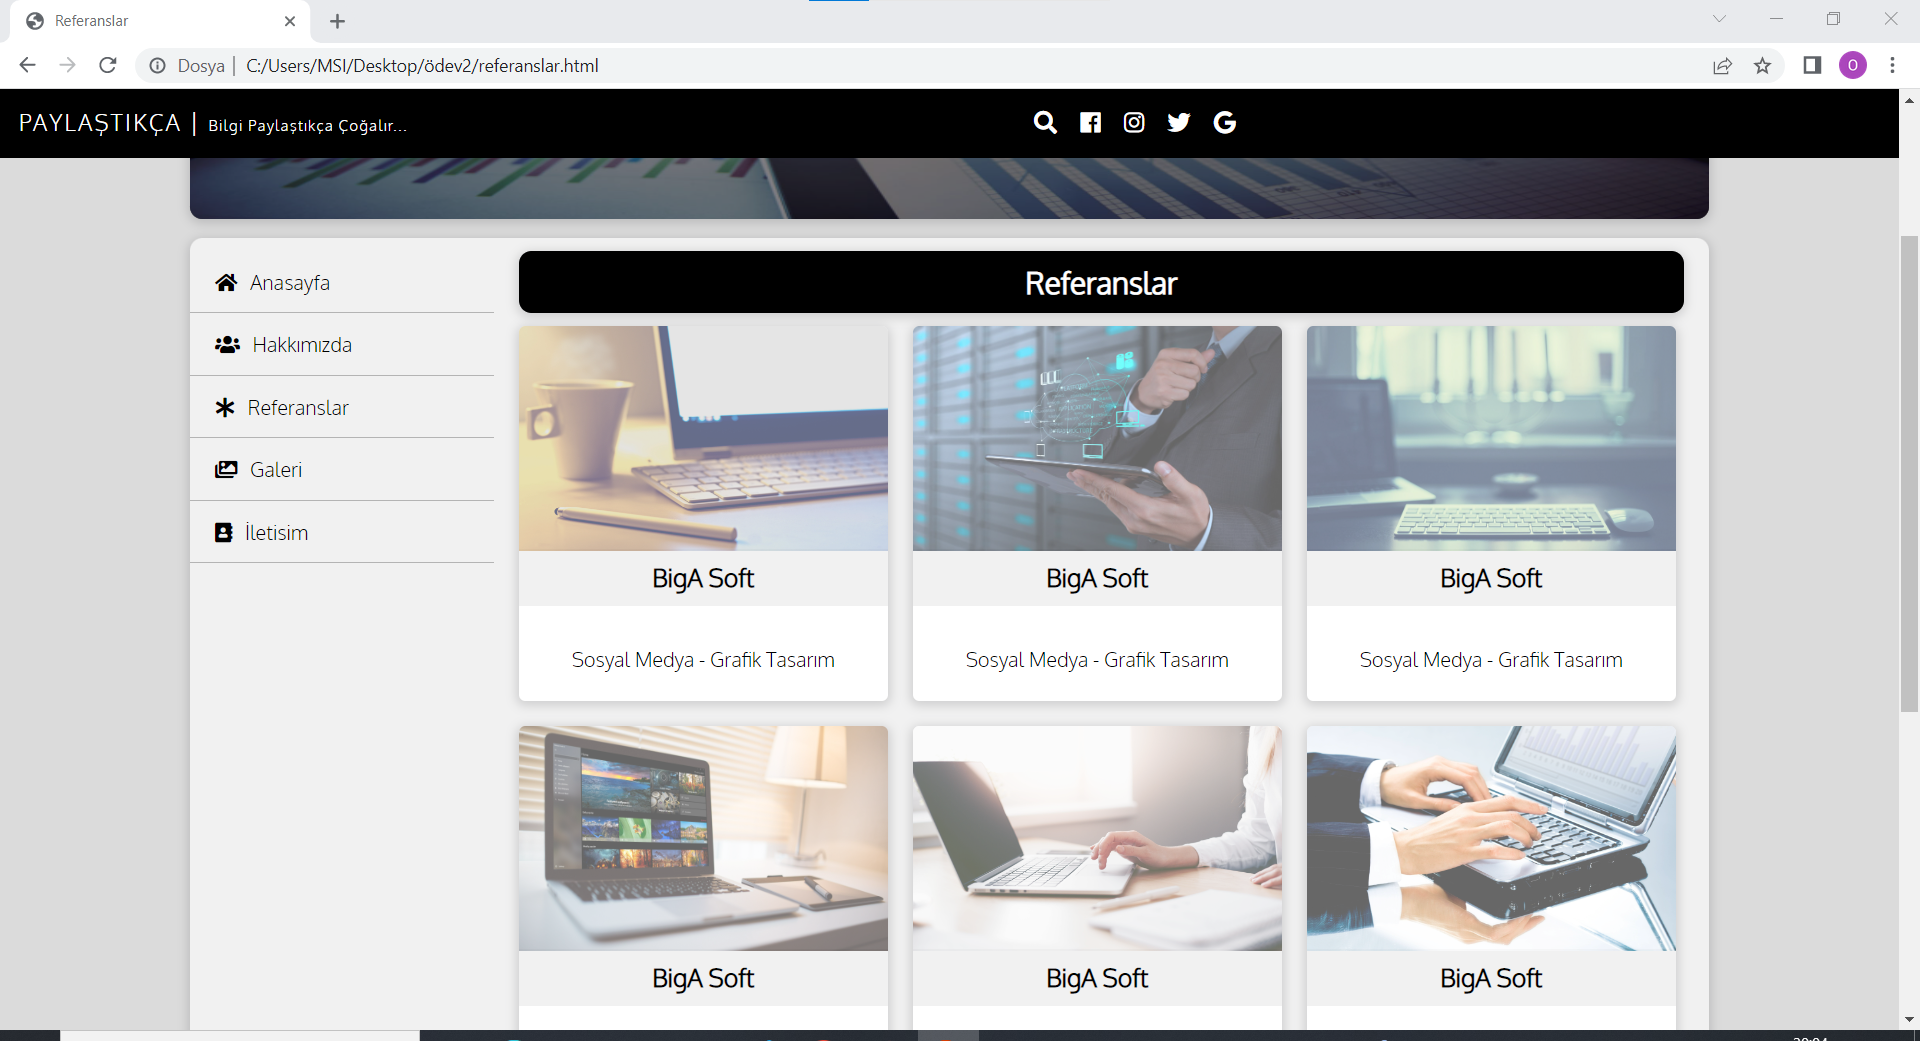 Referanslar
Dosya | C:/Users/MSI/Desktop/ödev2/referanslar.html
O
PAYLAŞTIKÇA | Bilgi Paylaştıkça Çoğalır...
Anasayfa
Hakkımızda
Referanslar
Galeri
İletisim
Referanslar
BigA Soft
BigA Soft
BigA Soft
Sosyal Medya - Grafik Tasarım
Sosyal Medya - Grafik Tasarım
Sosyal Medya - Grafik Tasarım
BigA Soft
BigA Soft
BigA Soft